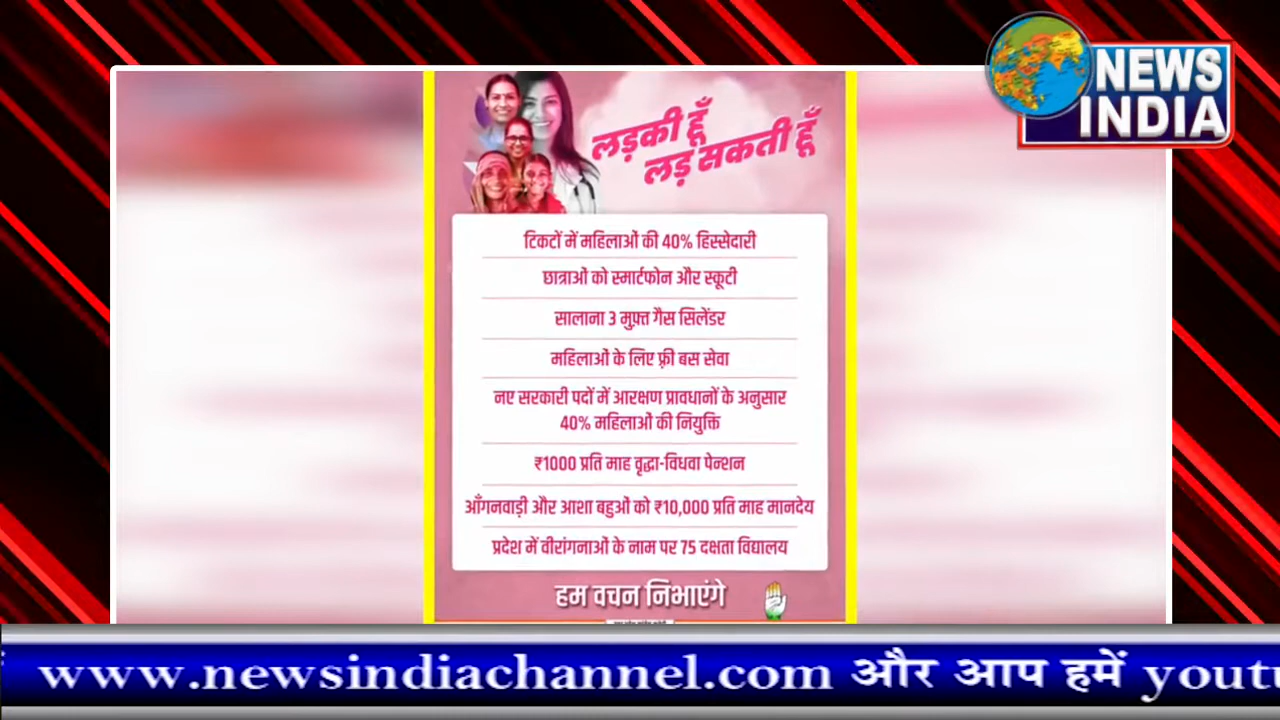 NEWS
INDIA
लड़की हूँ
लड़ सकती हूँ
टिकटों में महिलाओं की 40% हिस्सेदारी
छात्राओं को स्मार्टफोन और स्कूटी
सालाना 3 मुफ़्त गैस सिलेंडर
महिलाओं के लिए फ़्री बस सेवा
नए सरकारी पदों में आरक्षण प्रावधानों के अनुसार
40% महिलाओं की नियुक्ति
₹1000 प्रति माह वृद्धा-विधवा पेन्शन
आँगनवाड़ी और आशा बहुओं को ₹10,000 प्रति माह मानदेय
प्रदेश में वीरांगनाओं के नाम पर 75 दक्षता विद्यालय
हम वचन निभाएंगे
www.newsindiachannel.com और आप हमें youtu